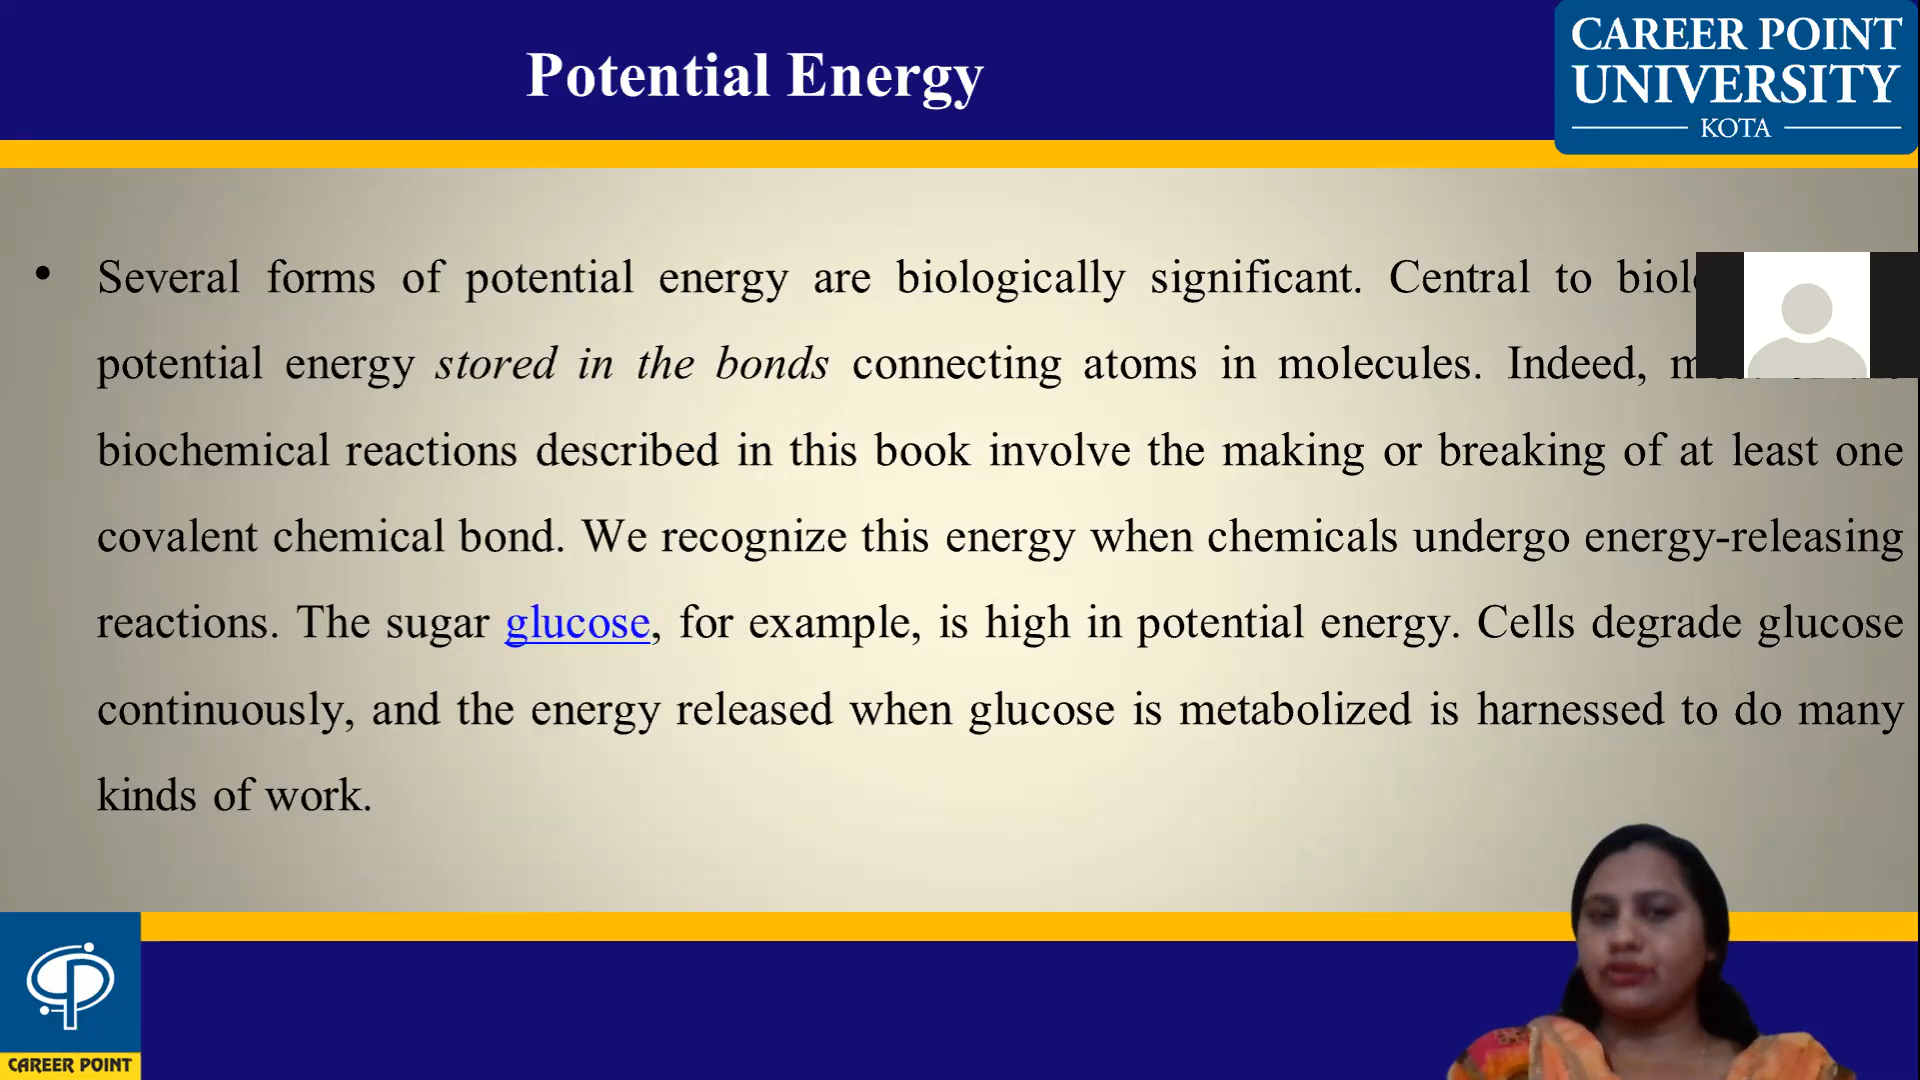 Potential Energy
CAREER POINT
UNIVERSITY
KOTA
• Several forms of potential energy are biologically significant. Central to
potential energy stored in the bonds connecting atoms in molecules. Indeed,
biochemical reactions described in this book involve the making or breaking of at least one
covalent chemical bond. We recognize this energy when chemicals undergo energy-releasing
reactions. The sugar glucose, for example, is high in potential energy. Cells degrade glucose
continuously, and the energy released when glucose is metabolized is harnessed to do many
kinds of work.
CAREER POINT